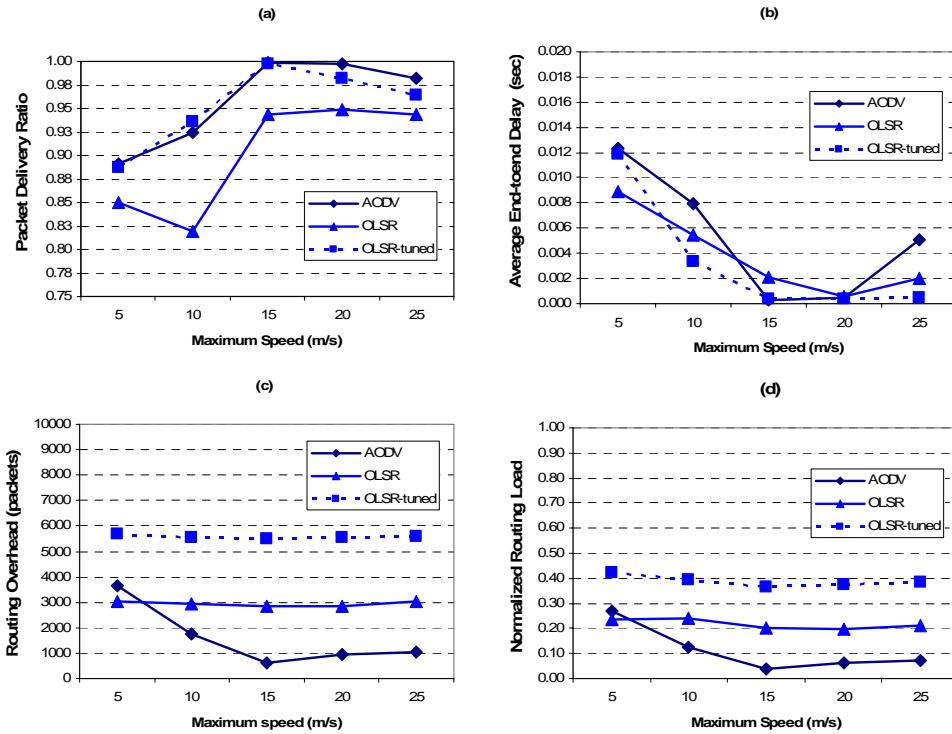 (a)
Packet Delivery Ratio
1.00
0.98
0.95
0.93
0.90
0.88
0.85
0.83
0.80
0.78
0.75
AODV
OLSR
OLSR-tuned
5 10 15 20 25
Maximum Speed (m/s)
(b)
Average End-toend Delay (sec)
0.020
0.018
0.016
0.014
0.012
0.010
0.008
0.006
0.004
0.002
0.000
AODV
OLSR
OLSR-tuned
5 10 15 20 25
Maximum Speed (m/s)
(c)
Routing Overhead (packets)
10000
9000
8000
7000
6000
5000
4000
3000
2000
1000
0
AODV
OLSR
OLSR-tuned
5 10 15 20 25
Maximum speed (m/s)
(d)
Normalized Routing Load
1.00
0.90
0.80
0.70
0.60
0.50
0.40
0.30
0.20
0.10
0.00
AODV
OLSR
OLSR-tuned
5 10 15 20 25
Maximum Speed (m/s)